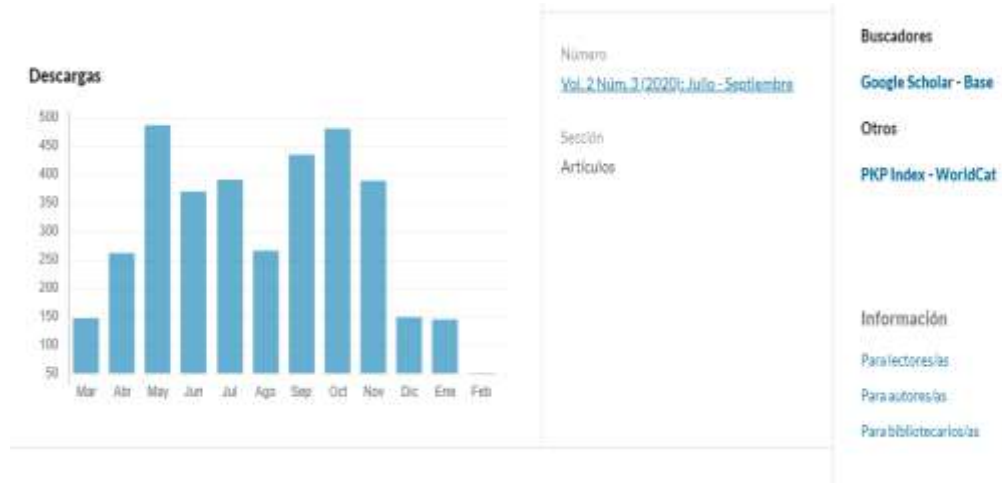 Descargas
500
450
400
350
300
250
200
150
100
50
Mar Abr May Jun Jul Ago Sep Oct Nov Dic Ene Feb
Número
Vol. 2 Núm. 3 (2020): Julio - Septiembre
Sección
Artículos
Buscadores
Google Scholar - Base
Otros
PKP Index - WorldCat
Información
Para lectores/as
Para autores/as
Para bibliotecarios/as